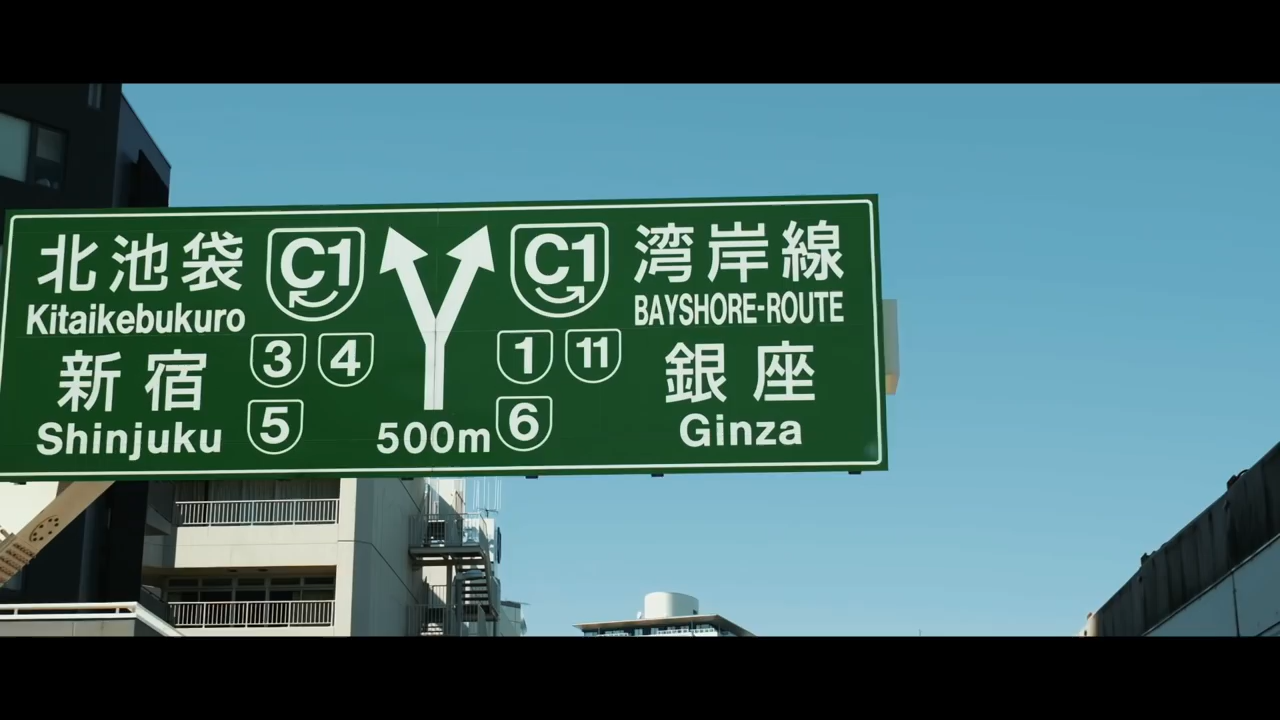 北池袋 C1
Kitaikebukuro
3 4
新宿
5
Shinjuku
500m
C1 湾岸線
BAYSHORE-ROUTE
1 11
銀座
6
Ginza